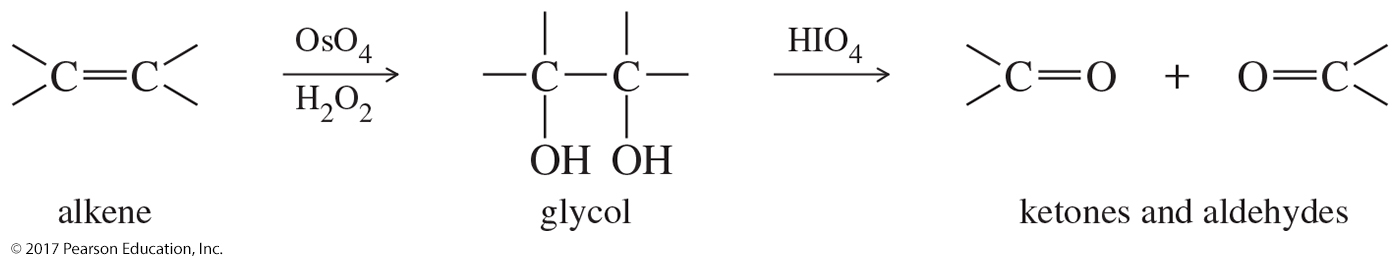 C=C
OsO4
H2O2
C—C
OH OH
HIO4
C=O + O=C
alkene
glycol
ketones and aldehydes
© 2017 Pearson Education, Inc.